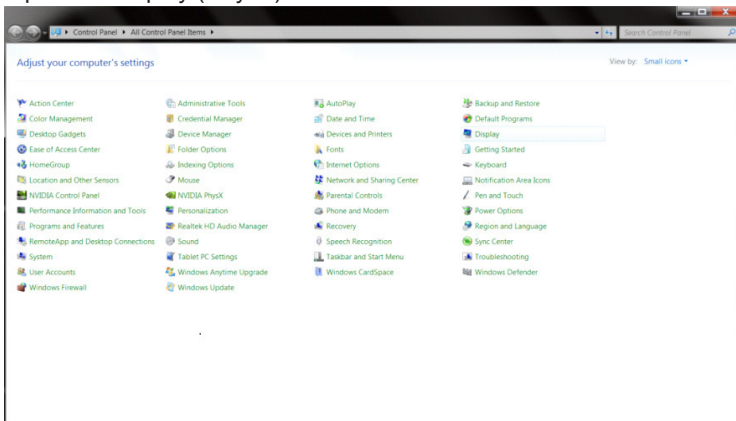 Control Panel ▸ All Control Panel Items ▸ Search Control Panel
Adjust your computer's settings View by: Small icons
Action Center Administrative Tools AutoPlay Backup and Restore
Color Management Credential Manager Date and Time Default Programs
Desktop Gadgets Device Manager Devices and Printers Display
Ease of Access Center Folder Options Fonts Getting Started
HomeGroup Indexing Options Internet Options Keyboard
Location and Other Sensors Mouse Network and Sharing Center Notification Area Icons
NVIDIA Control Panel NVIDIA PhysX Parental Controls Pen and Touch
Performance Information and Tools Personalization Phone and Modem Power Options
Programs and Features Realtek HD Audio Manager Recovery Region and Language
RemoteApp and Desktop Connections Sound Speech Recognition Sync Center
System Tablet PC Settings Taskbar and Start Menu Troubleshooting
User Accounts Windows Anytime Upgrade Windows CardSpace Windows Defender
Windows Firewall Windows Update